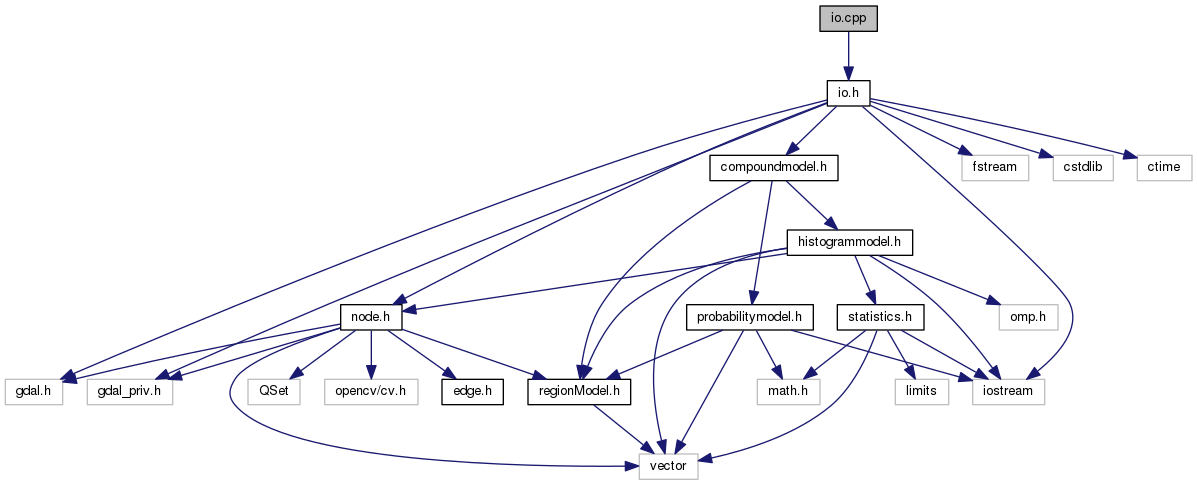 io.cpp
io.h
compoundmodel.h
fstream
cstdlib
ctime
histogrammodel.h
node.h
probabilitymodel.h
statistics.h
omp.h
gdal.h
gdal_priv.h
QSet
opencv/cv.h
edge.h
regionModel.h
math.h
limits
iostream
vector